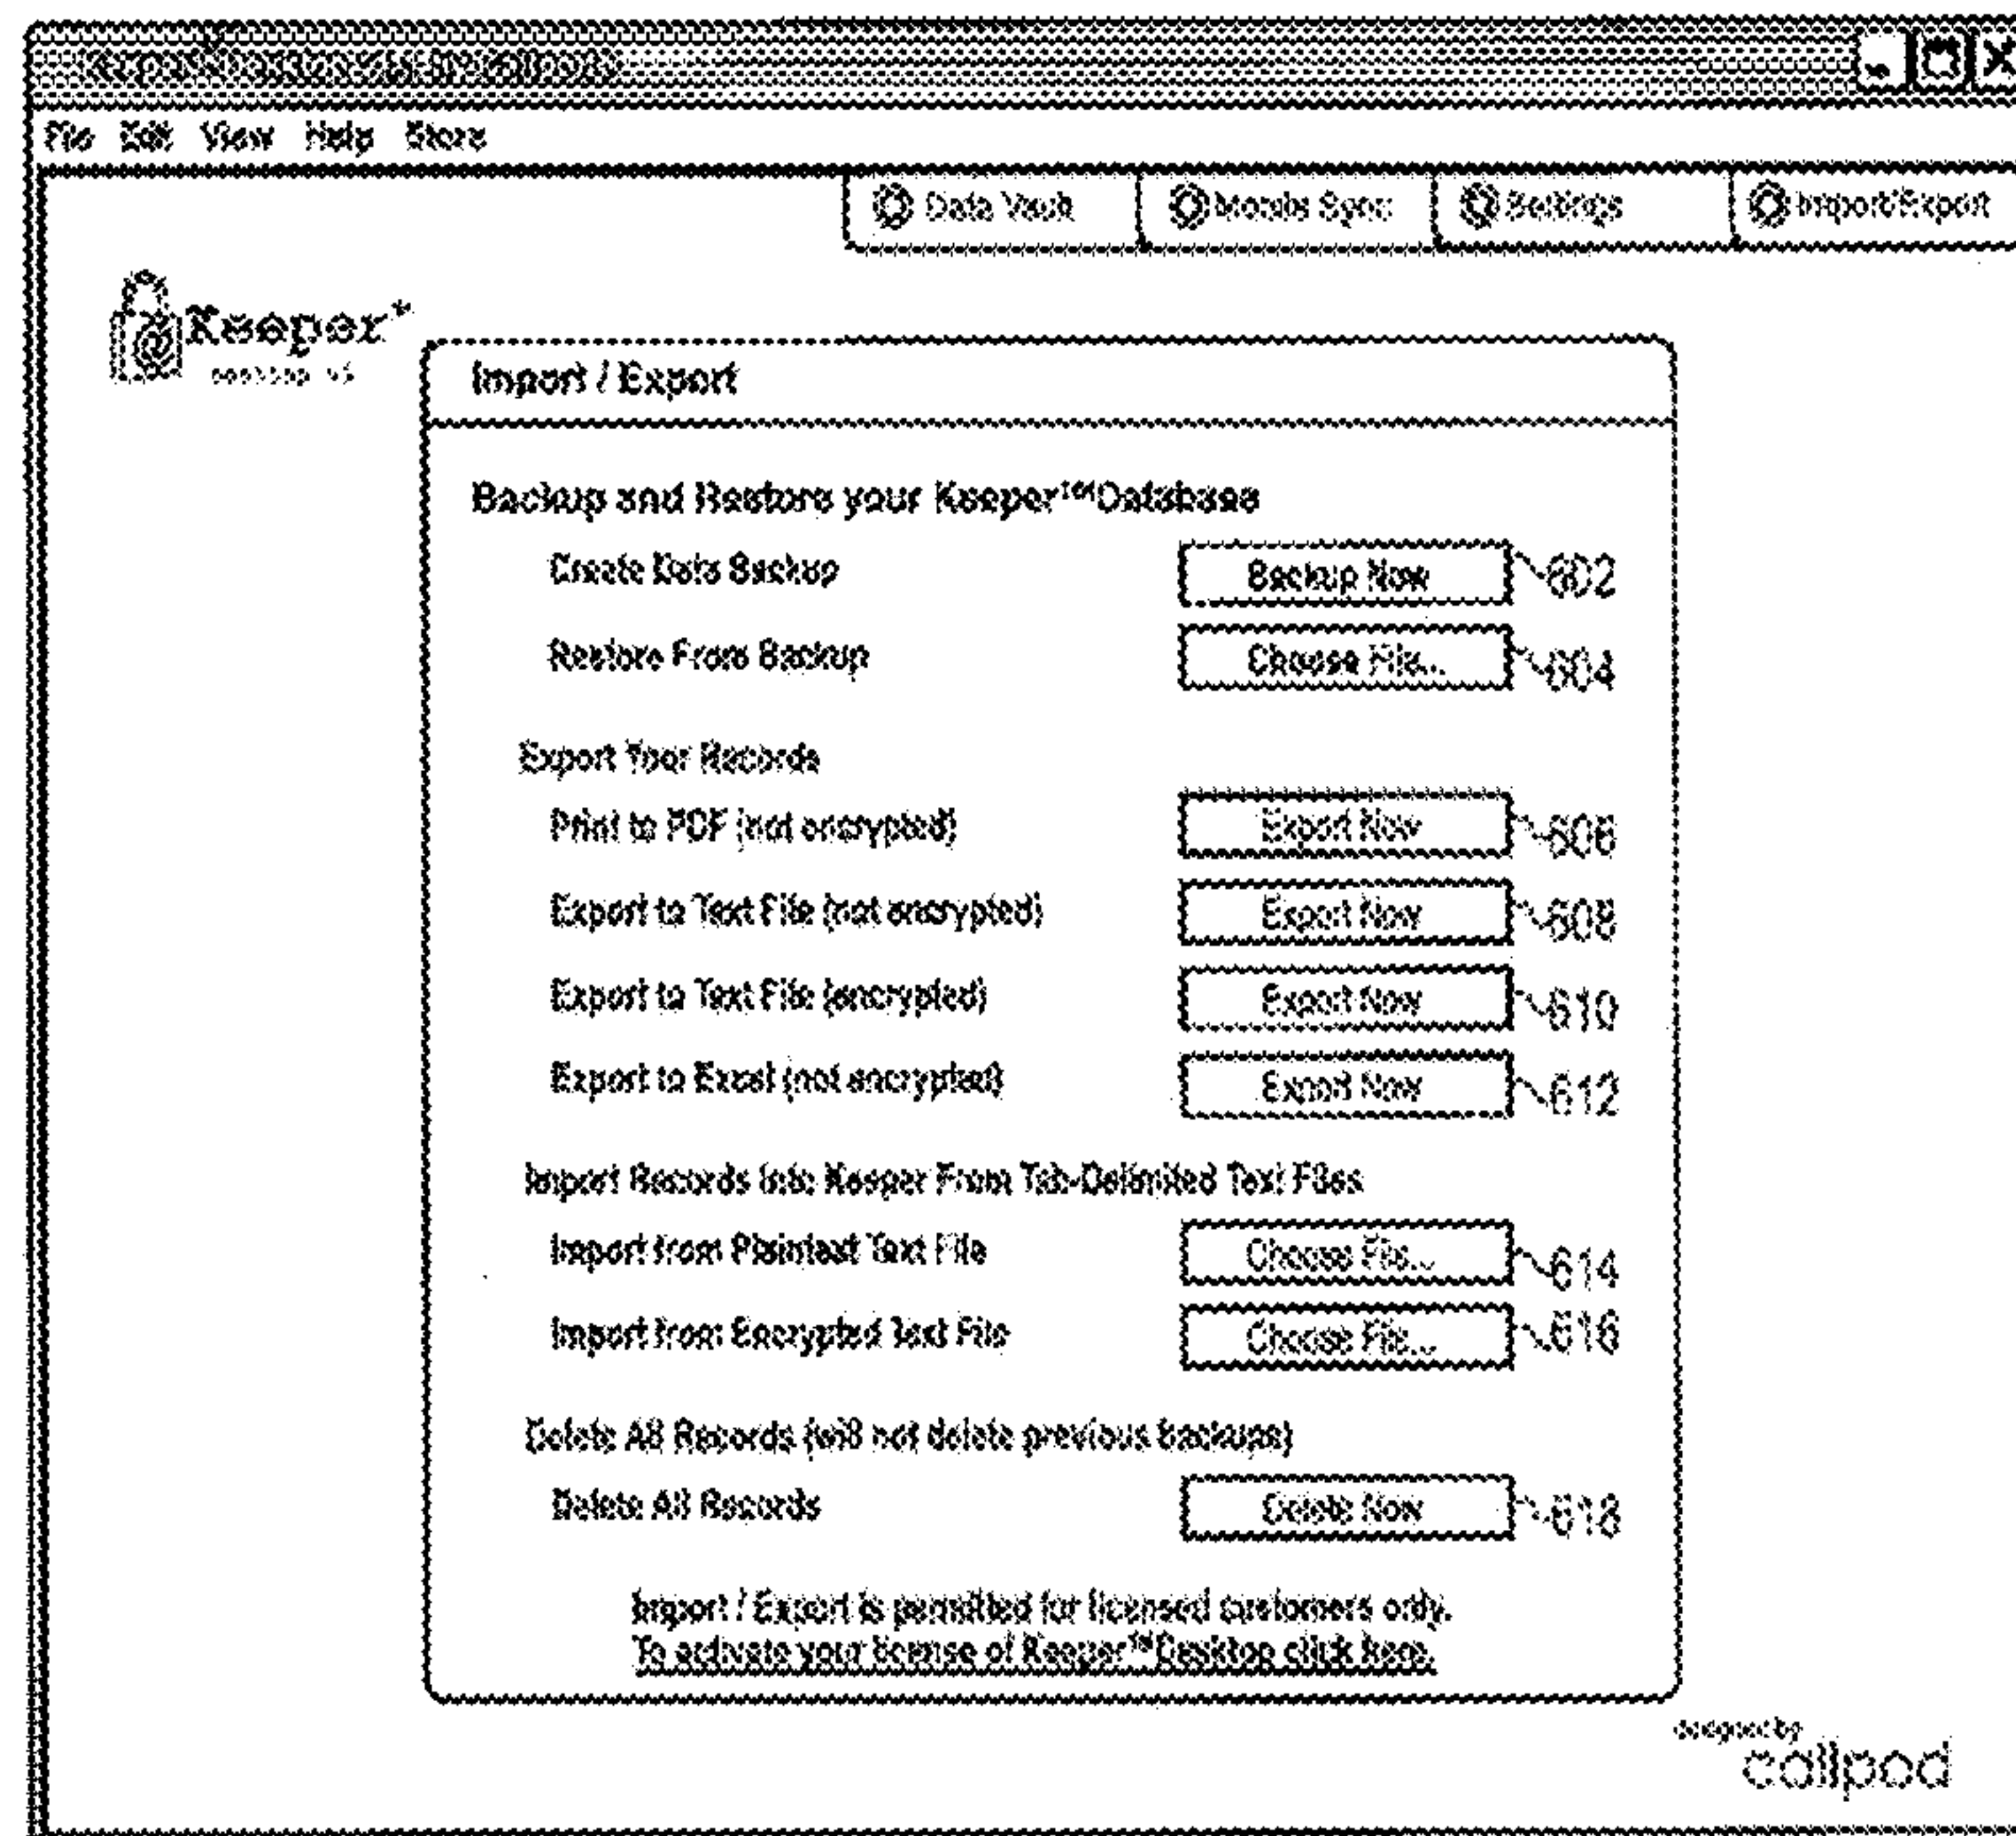 File Edit View Help Store
Data Vault Mobile Sync Settings Import/Export
Keeper™
Import / Export
Backup and Restore your Keeper™ Database
Create Data Backup Backup Now 602
Restore From Backup Choose File... 604
Export Your Records
Print to PDF (not encrypted) Export Now 606
Export to Text File (not encrypted) Export Now 608
Export to Text File (encrypted) Export Now 610
Export to Excel (not encrypted) Export Now 612
Import Records into Keeper From Tab-Delimited Text Files
Import from Plaintext Text File Choose File... 614
Import from Encrypted Text File Choose File... 616
Delete All Records (will not delete previous backups)
Delete All Records Delete Now 618
Import / Export is permitted for licensed customers only.
To activate your license of Keeper™ Desktop click here.
designed by
callpod